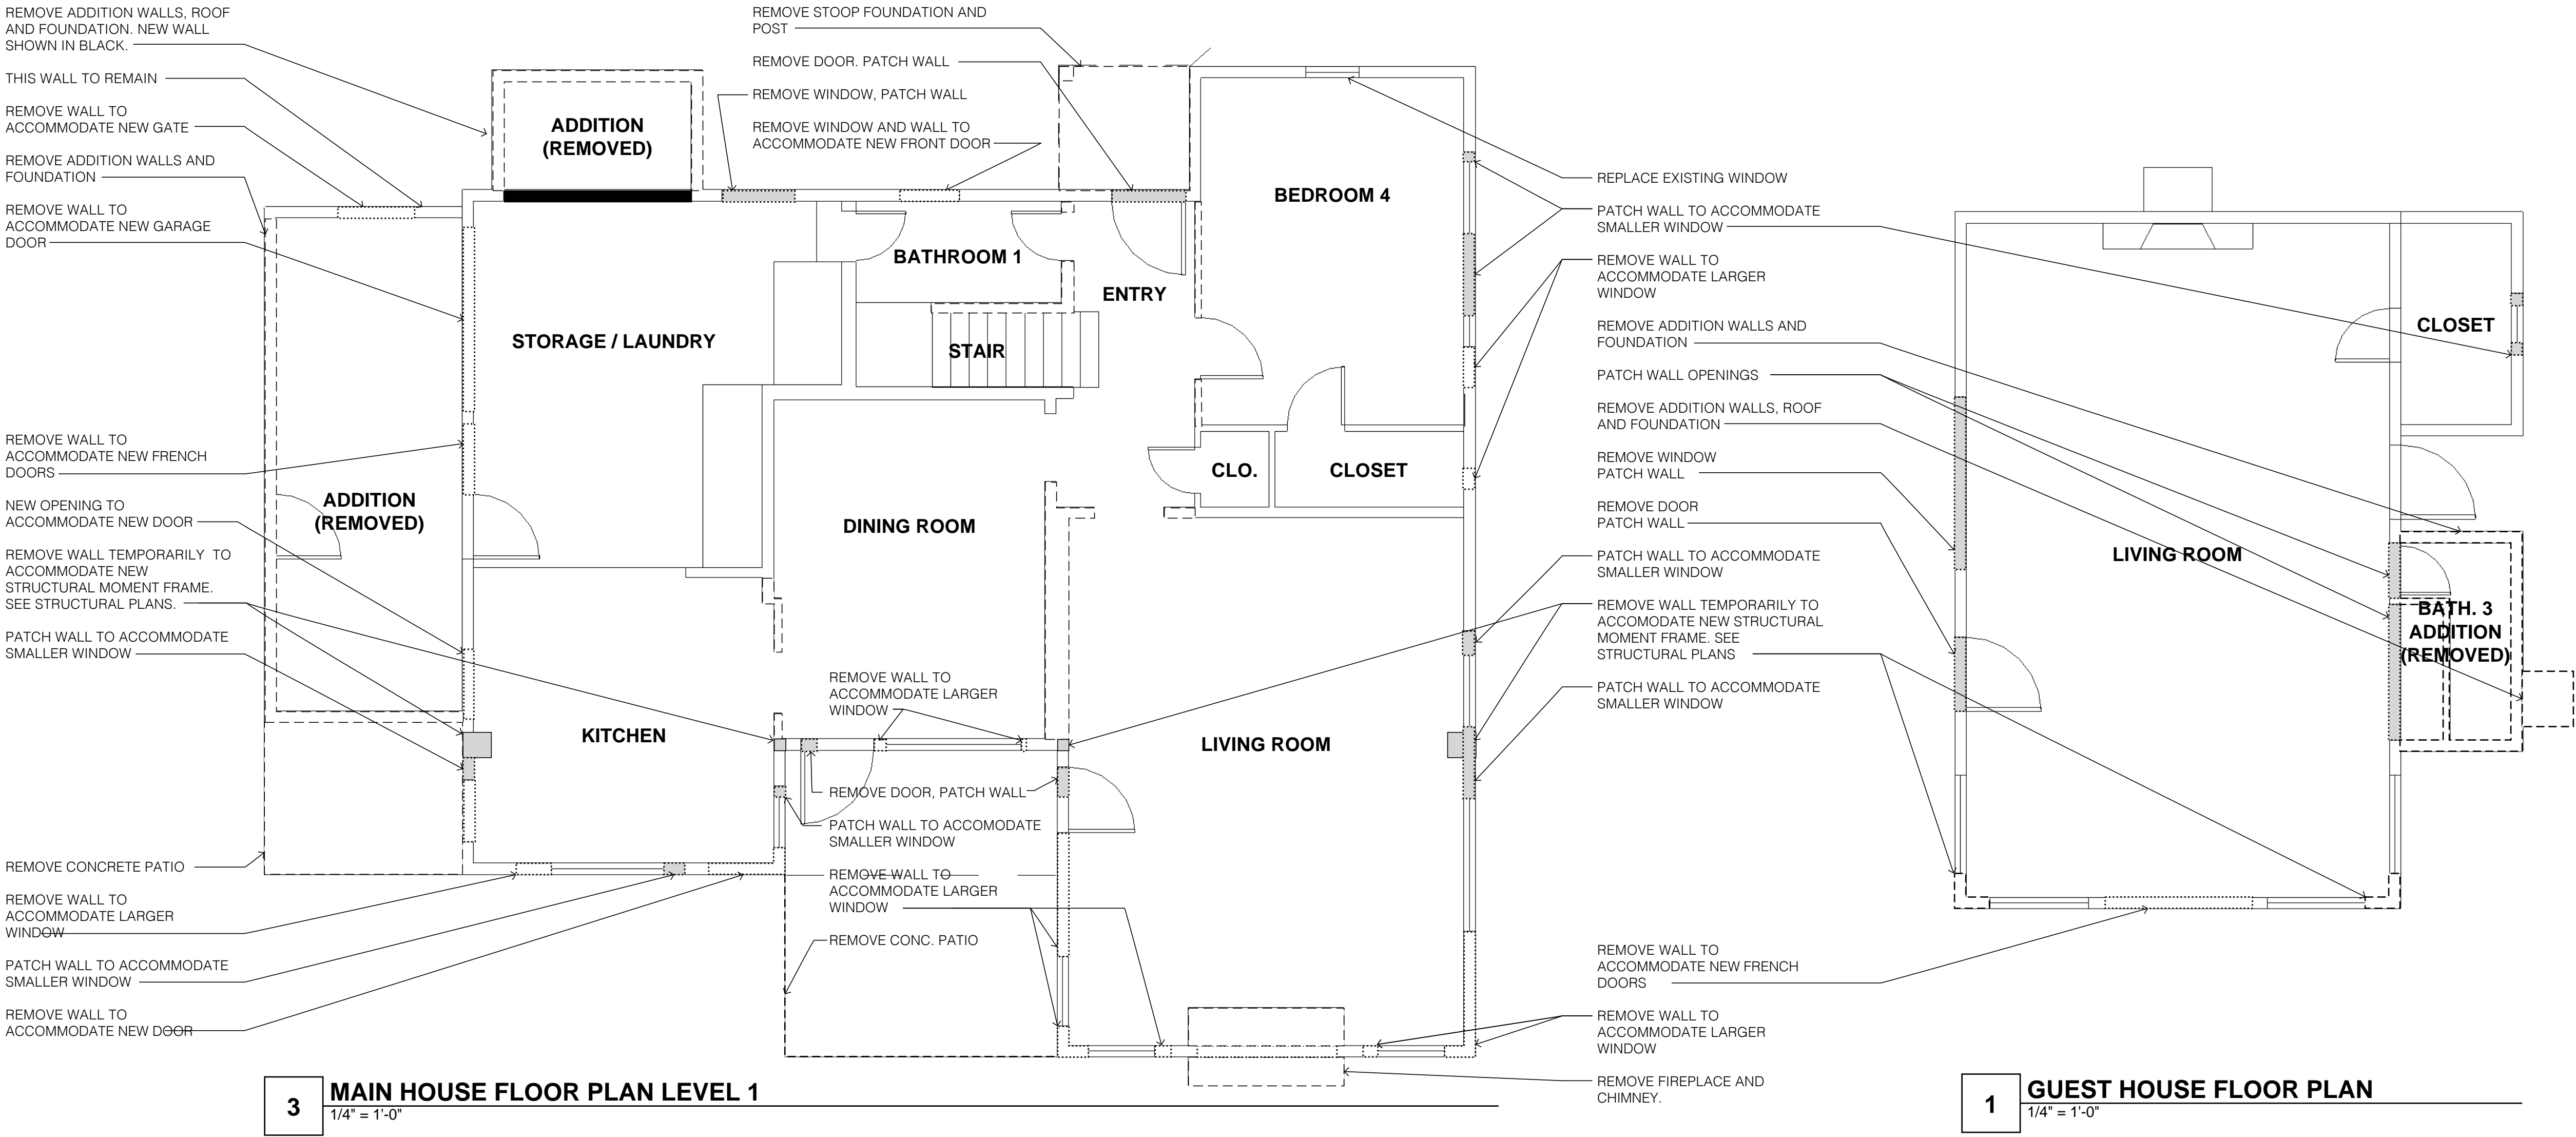 REMOVE ADDITION WALLS, ROOF
AND FOUNDATION. NEW WALL
SHOWN IN BLACK.
THIS WALL TO REMAIN
REMOVE WALL TO
ACCOMMODATE NEW GATE
REMOVE ADDITION WALLS AND
FOUNDATION
REMOVE WALL TO
ACCOMMODATE NEW GARAGE
DOOR
REMOVE WALL TO
ACCOMMODATE NEW FRENCH
DOORS
NEW OPENING TO
ACCOMMODATE NEW DOOR
REMOVE WALL TEMPORARILY TO
ACCOMMODATE NEW
STRUCTURAL MOMENT FRAME.
SEE STRUCTURAL PLANS.
PATCH WALL TO ACCOMMODATE
SMALLER WINDOW
REMOVE CONCRETE PATIO
REMOVE WALL TO
ACCOMMODATE LARGER
WINDOW
PATCH WALL TO ACCOMMODATE
SMALLER WINDOW
REMOVE WALL TO
ACCOMMODATE NEW DOOR
REMOVE STOOP FOUNDATION AND
POST
REMOVE DOOR. PATCH WALL
REMOVE WINDOW, PATCH WALL
REMOVE WINDOW AND WALL TO
ACCOMMODATE NEW FRONT DOOR
ADDITION
(REMOVED)
BEDROOM 4
BATHROOM 1
ENTRY
STORAGE / LAUNDRY
STAIR
CLO.
CLOSET
ADDITION
(REMOVED)
DINING ROOM
KITCHEN
LIVING ROOM
REMOVE WALL TO
ACCOMMODATE LARGER
WINDOW
REMOVE DOOR, PATCH WALL
PATCH WALL TO ACCOMODATE
SMALLER WINDOW
REMOVE WALL TO
ACCOMMODATE LARGER
WINDOW
REMOVE CONC. PATIO
REPLACE EXISTING WINDOW
PATCH WALL TO ACCOMMODATE
SMALLER WINDOW
REMOVE WALL TO
ACCOMMODATE LARGER
WINDOW
REMOVE ADDITION WALLS AND
FOUNDATION
PATCH WALL OPENINGS
REMOVE ADDITION WALLS, ROOF
AND FOUNDATION
REMOVE WINDOW
PATCH WALL
REMOVE DOOR
PATCH WALL
PATCH WALL TO ACCOMMODATE
SMALLER WINDOW
REMOVE WALL TEMPORARILY TO
ACCOMODATE NEW STRUCTURAL
MOMENT FRAME. SEE
STRUCTURAL PLANS
PATCH WALL TO ACCOMMODATE
SMALLER WINDOW
REMOVE WALL TO
ACCOMMODATE NEW FRENCH
DOORS
REMOVE WALL TO
ACCOMMODATE LARGER
WINDOW
REMOVE FIREPLACE AND
CHIMNEY.
CLOSET
LIVING ROOM
BATH. 3
ADDITION
(REMOVED)
3
MAIN HOUSE FLOOR PLAN LEVEL 1
1/4" = 1'-0"
1
GUEST HOUSE FLOOR PLAN
1/4" = 1'-0"